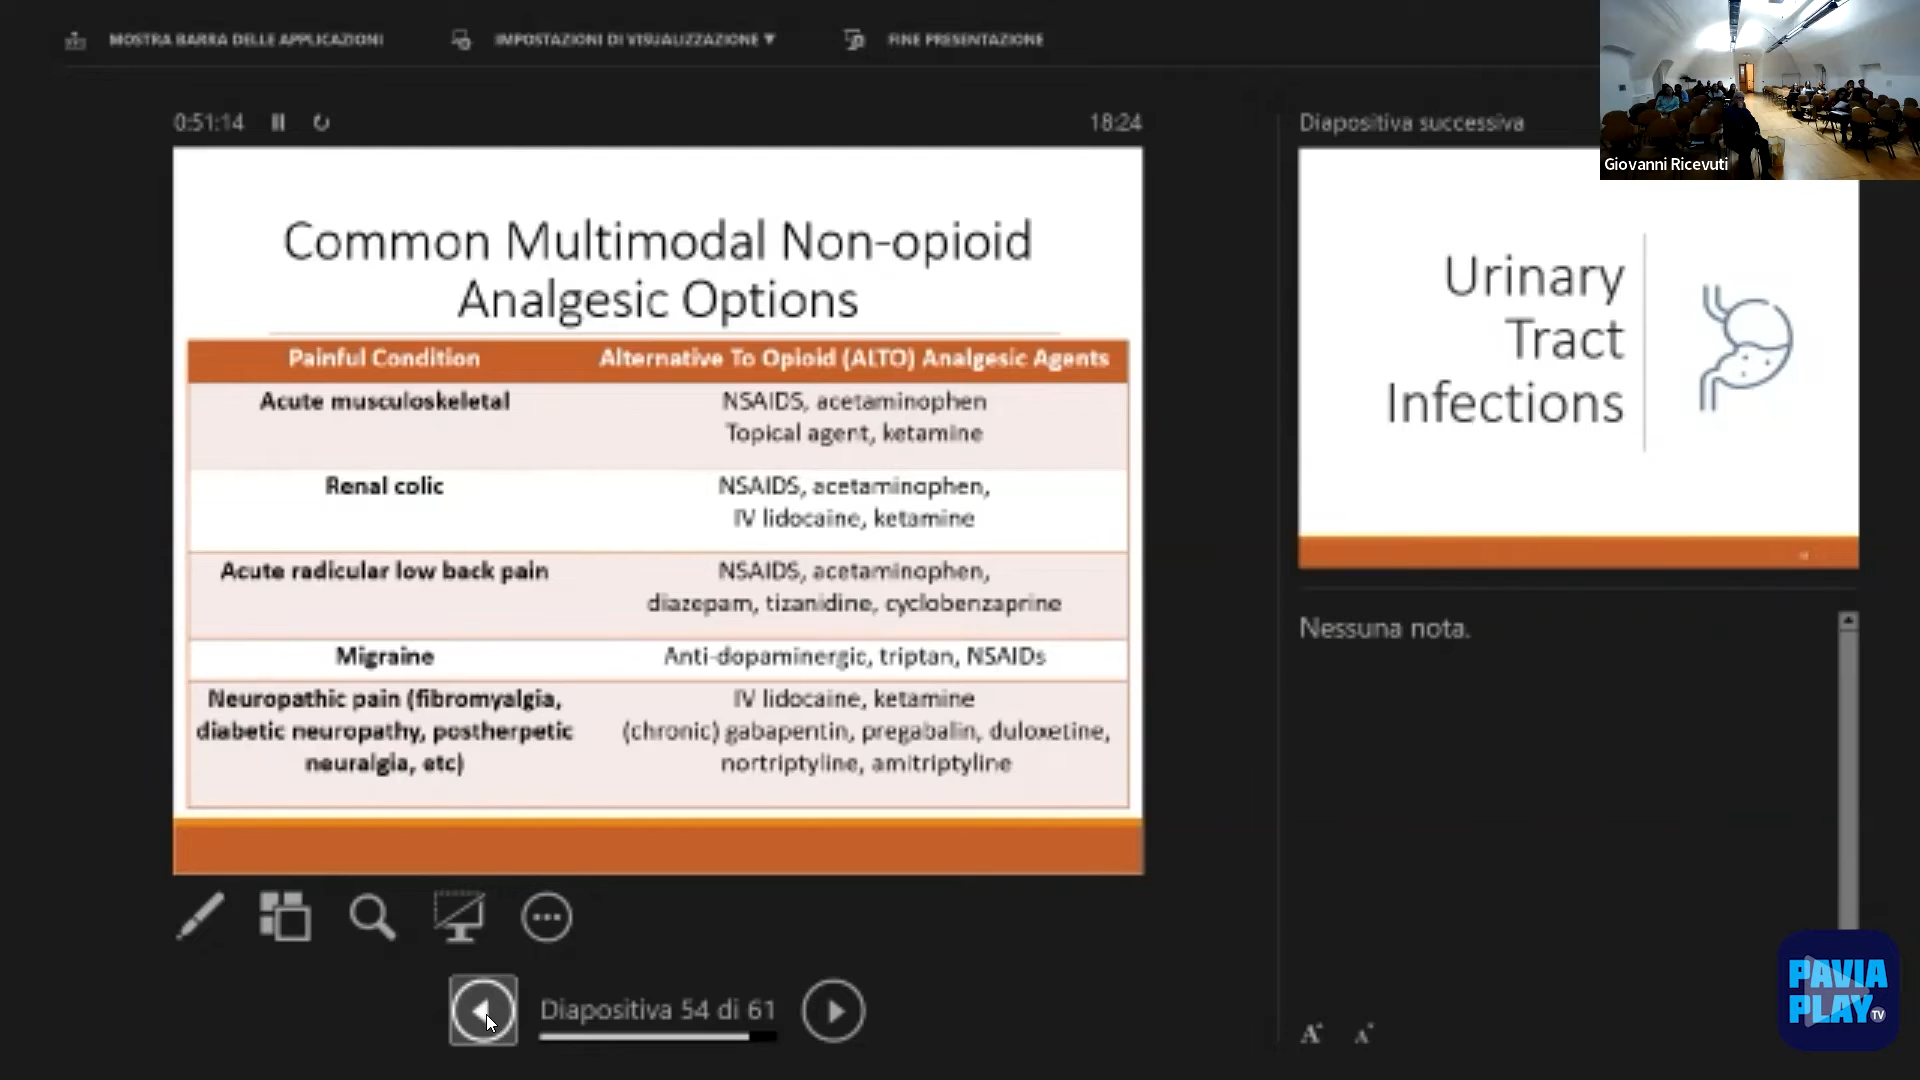 MOSTRA BARRA DELLE APPLICAZIONI
IMPOSTAZIONI DI VISUALIZZAZIONE ▼
FINE PRESENTAZIONE
0:51:14
18:24
Common Multimodal Non-opioid
Analgesic Options
Painful Condition
Alternative To Opioid (ALTO) Analgesic Agents
Acute musculoskeletal
NSAIDS, acetaminophen
Topical agent, ketamine
Renal colic
NSAIDS, acetaminophen,
IV lidocaine, ketamine
Acute radicular low back pain
NSAIDS, acetaminophen,
diazepam, tizanidine, cyclobenzaprine
Migraine
Anti-dopaminergic, triptan, NSAIDs
Neuropathic pain (fibromyalgia,
diabetic neuropathy, postherpetic
neuralgia, etc)
IV lidocaine, ketamine
(chronic) gabapentin, pregabalin, duloxetine,
nortriptyline, amitriptyline
Diapositiva 54 di 61
Diapositiva successiva
Urinary
Tract
Infections
Nessuna nota.
A A
Giovanni Ricevuti
PAVIA
PLAY TV